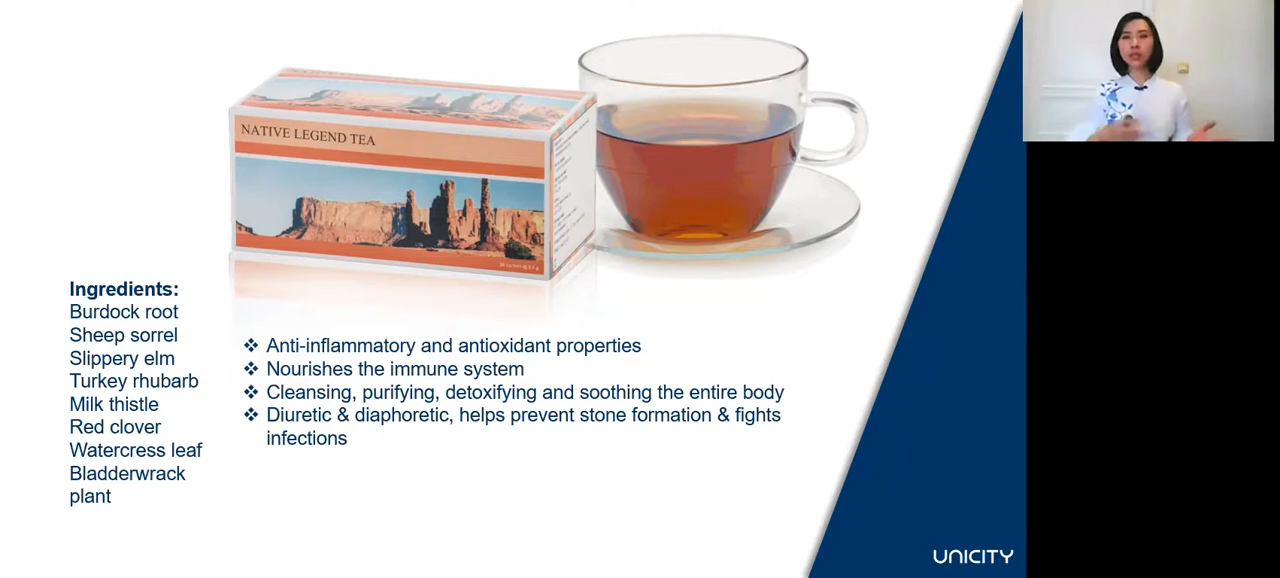 NATIVE LEGEND TEA
Ingredients:
Burdock root
Sheep sorrel
Slippery elm
Turkey rhubarb
Milk thistle
Red clover
Watercress leaf
Bladderwrack
plant
❖ Anti-inflammatory and antioxidant properties
❖ Nourishes the immune system
❖ Cleansing, purifying, detoxifying and soothing the entire body
❖ Diuretic & diaphoretic, helps prevent stone formation & fights
infections
UNICITY